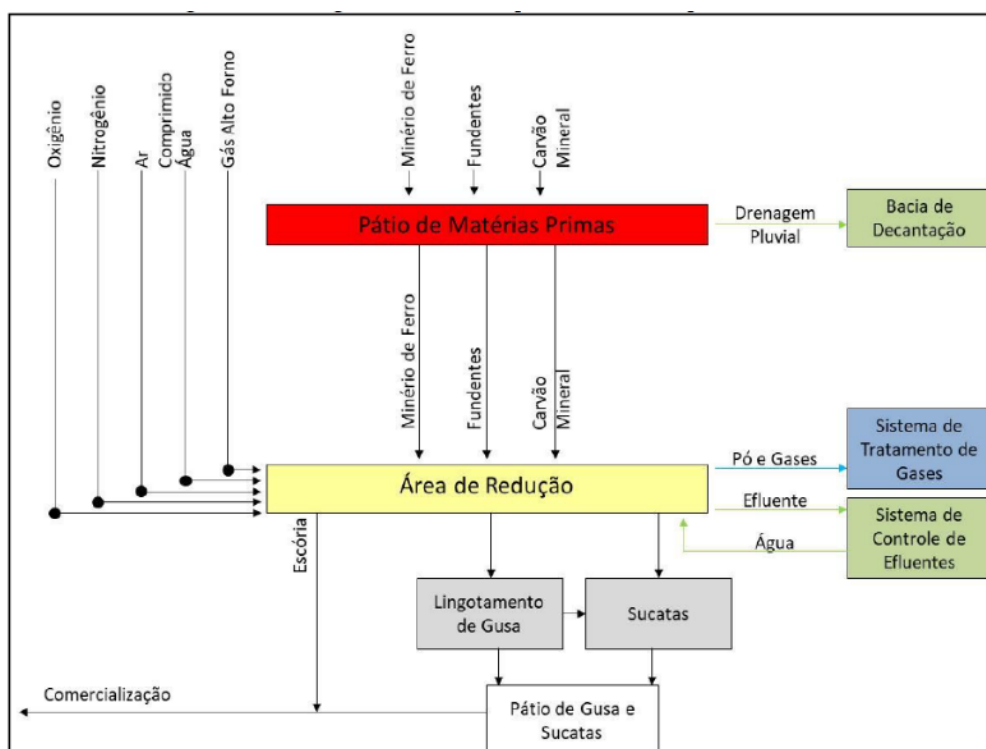 Oxigênio
Nitrogênio
Ar
Comprimido
Água
Gás Alto Forno
Minério de Ferro
Fundentes
Carvão
Mineral
Pátio de Matérias Primas
Drenagem
Pluvial
Bacia de
Decantação
Minério de Ferro
Fundentes
Carvão
Mineral
Área de Redução
Pó e Gases
Sistema de
Tratamento de
Gases
Efluente
Água
Sistema de
Controle de
Efluentes
Escória
Lingotamento
de Gusa
Sucatas
Comercialização
Pátio de Gusa e
Sucatas